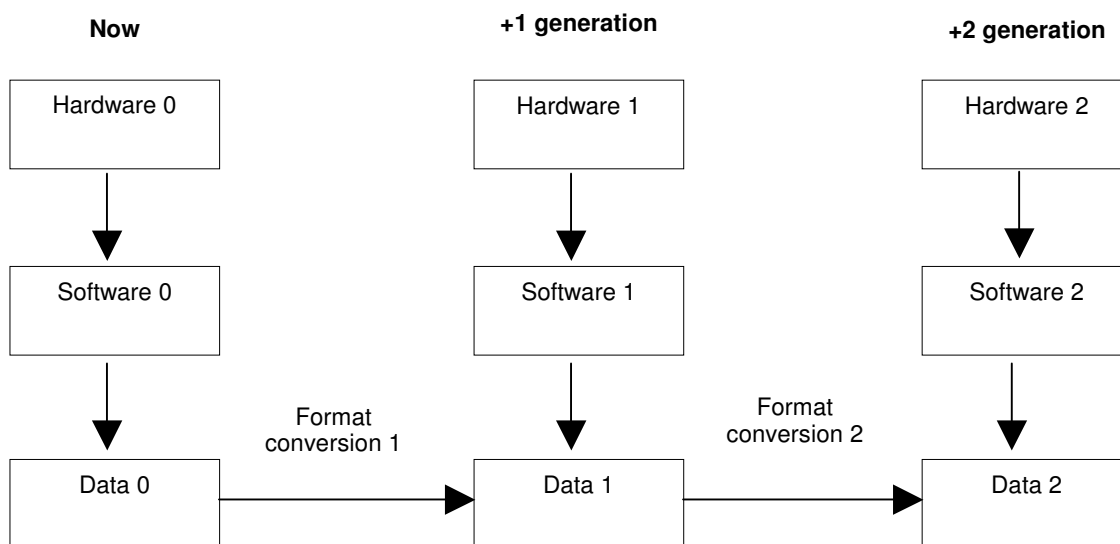 Now
+1 generation
+2 generation
Hardware 0
Hardware 1
Hardware 2
Software 0
Software 1
Software 2
Format
conversion 1
Format
conversion 2
Data 0
Data 1
Data 2